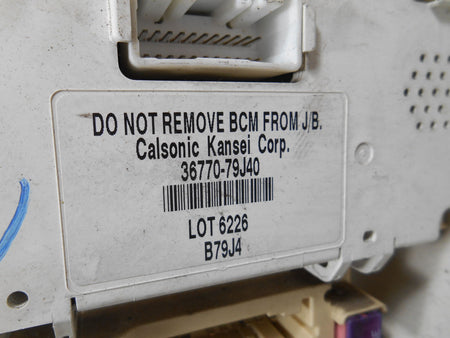 DO NOT REMOVE BCM FROM J/B.
Calsonic Kansei Corp.
36770-79J40
LOT 6226
B79J4